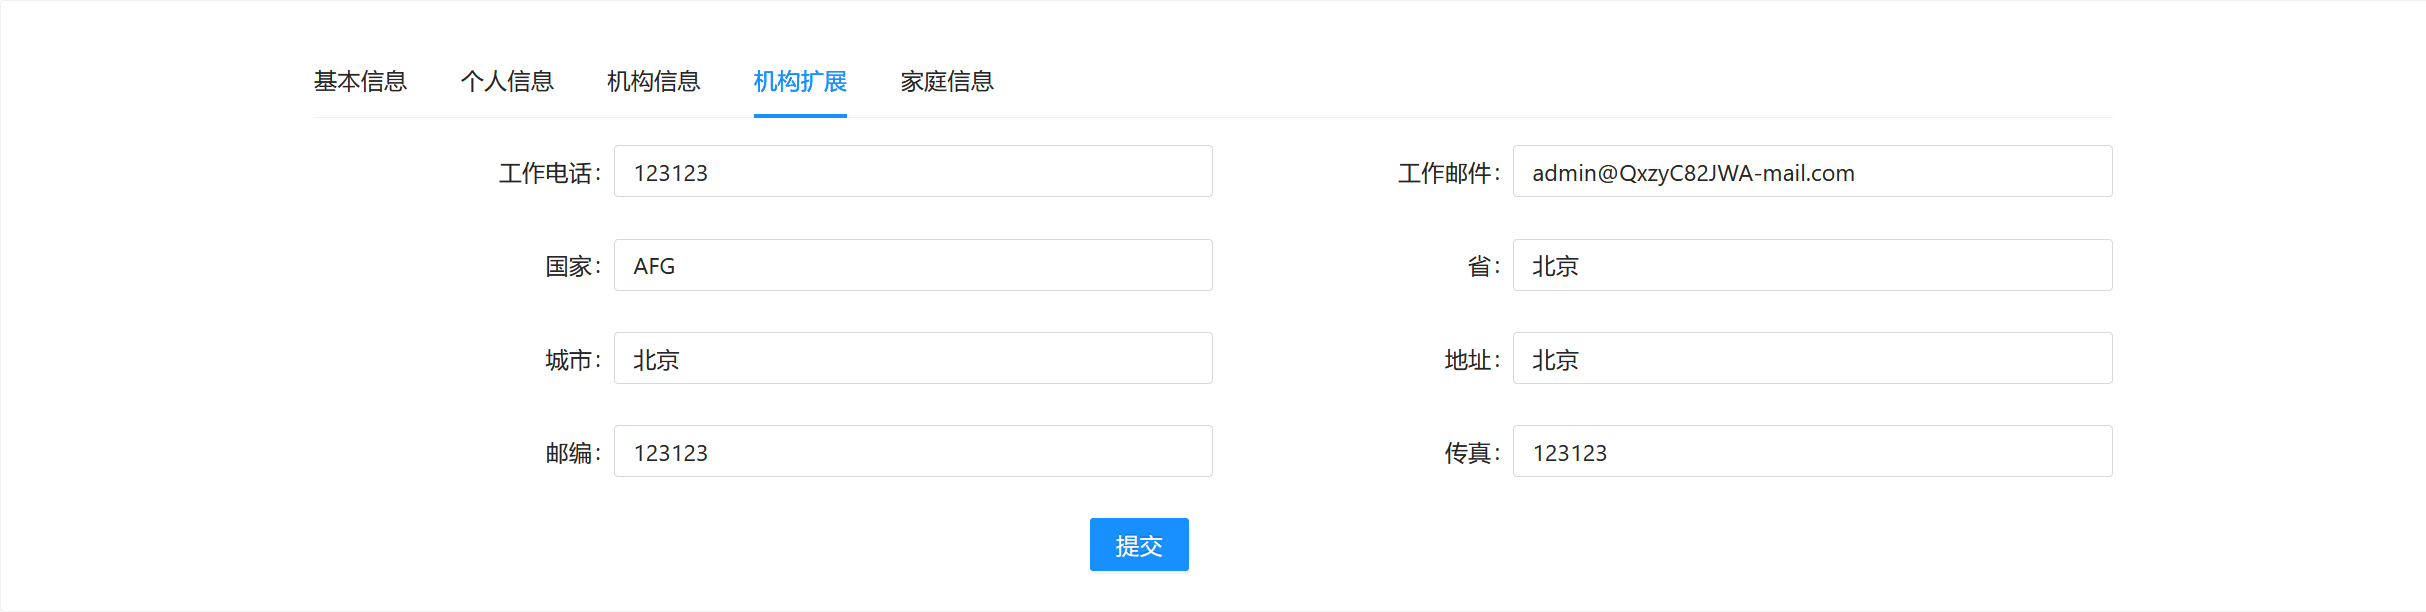 基本信息 个人信息 机构信息 机构扩展 家庭信息
工作电话: 123123 工作邮件: admin@QxzyC82JWA-mail.com
国家: AFG 省: 北京
城市: 北京 地址: 北京
邮编: 123123 传真: 123123
提交